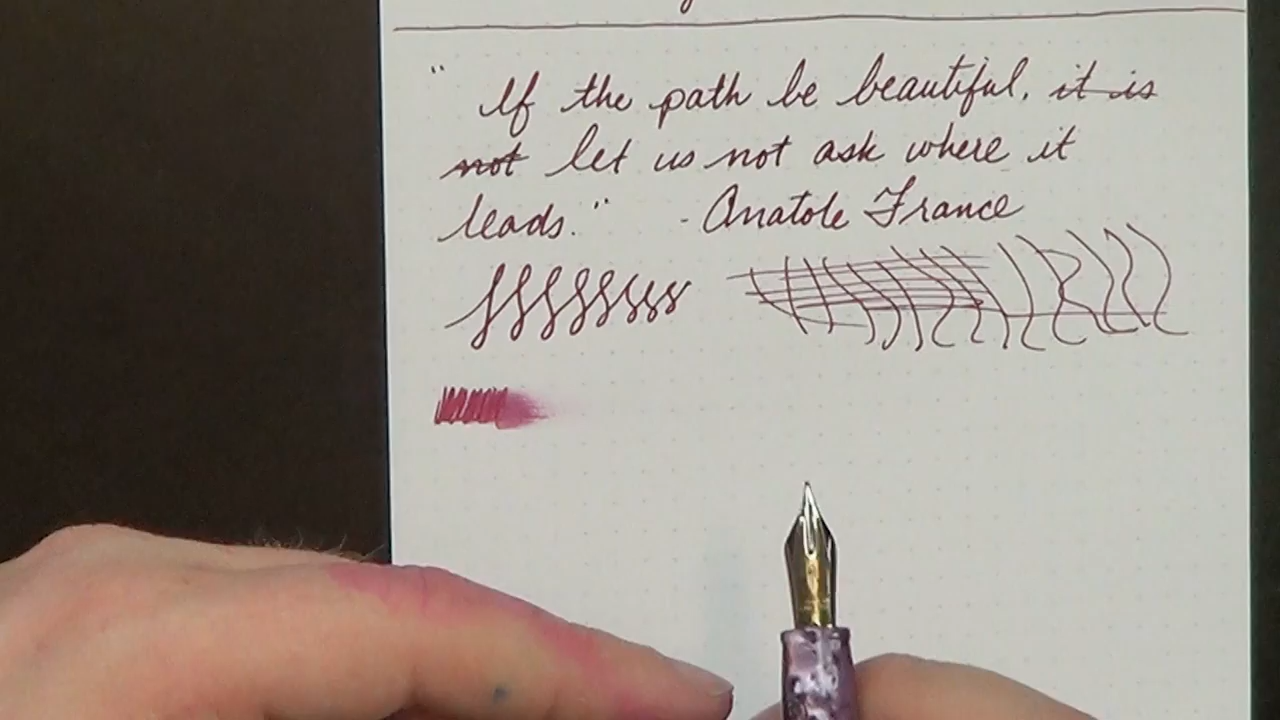 " If the path be beautiful, it is
not let us not ask where it
leads." - Anatole France